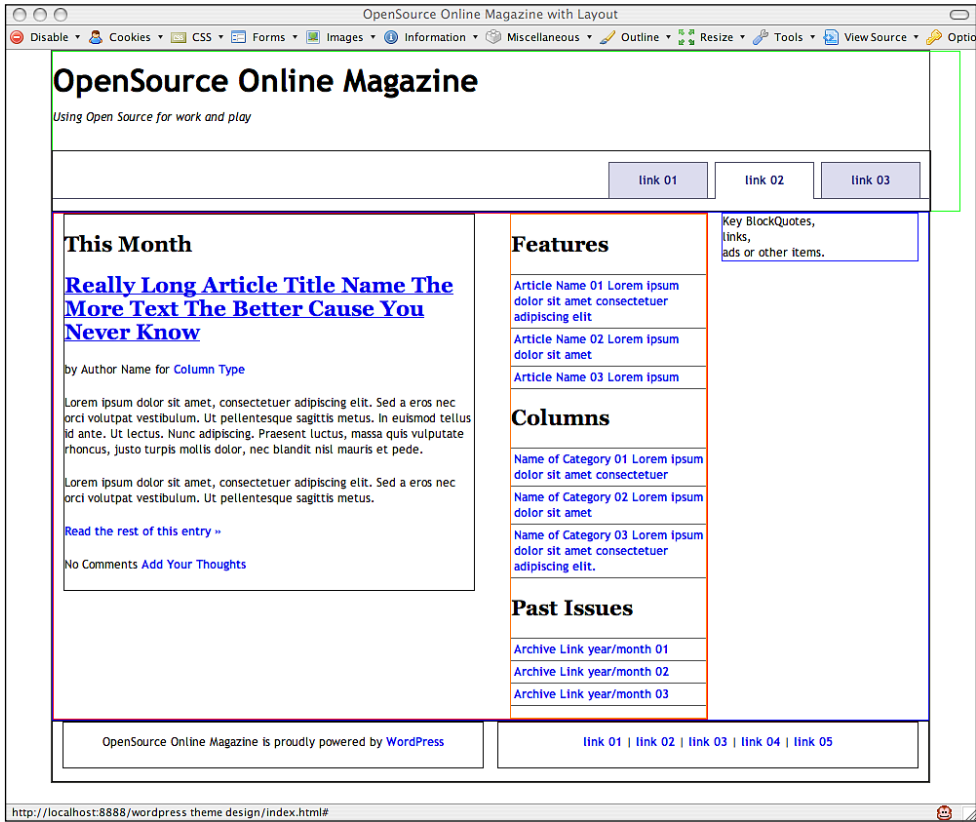 OpenSource Online Magazine with Layout
Disable Cookies CSS Forms Images Information Miscellaneous Outline Resize Tools View Source Optio
OpenSource Online Magazine
Using Open Source for work and play
link 01 link 02 link 03
This Month
Really Long Article Title Name The
More Text The Better Cause You
Never Know
by Author Name for Column Type
Lorem ipsum dolor sit amet, consectetuer adipiscing elit. Sed a eros nec
orci volutpat vestibulum. Ut pellentesque sagittis metus. In euismod tellus
id ante. Ut lectus. Nunc adipiscing. Praesent luctus, massa quis vulputate
rhoncus, justo turpis mollis dolor, nec blandit nisl mauris et pede.
Lorem ipsum dolor sit amet, consectetuer adipiscing elit. Sed a eros nec
orci volutpat vestibulum. Ut pellentesque sagittis metus.
Read the rest of this entry »
No Comments Add Your Thoughts
Features
Article Name 01 Lorem ipsum
dolor sit amet consectetuer
adipiscing elit
Article Name 02 Lorem ipsum
dolor sit amet
Article Name 03 Lorem ipsum
Columns
Name of Category 01 Lorem ipsum
dolor sit amet consectetuer
Name of Category 02 Lorem ipsum
dolor sit amet
Name of Category 03 Lorem ipsum
dolor sit amet consectetuer
adipiscing elit.
Past Issues
Archive Link year/month 01
Archive Link year/month 02
Archive Link year/month 03
Key BlockQuotes,
links,
ads or other items.
OpenSource Online Magazine is proudly powered by WordPress
link 01 | link 02 | link 03 | link 04 | link 05
http://localhost:8888/wordpress theme design/index.html#